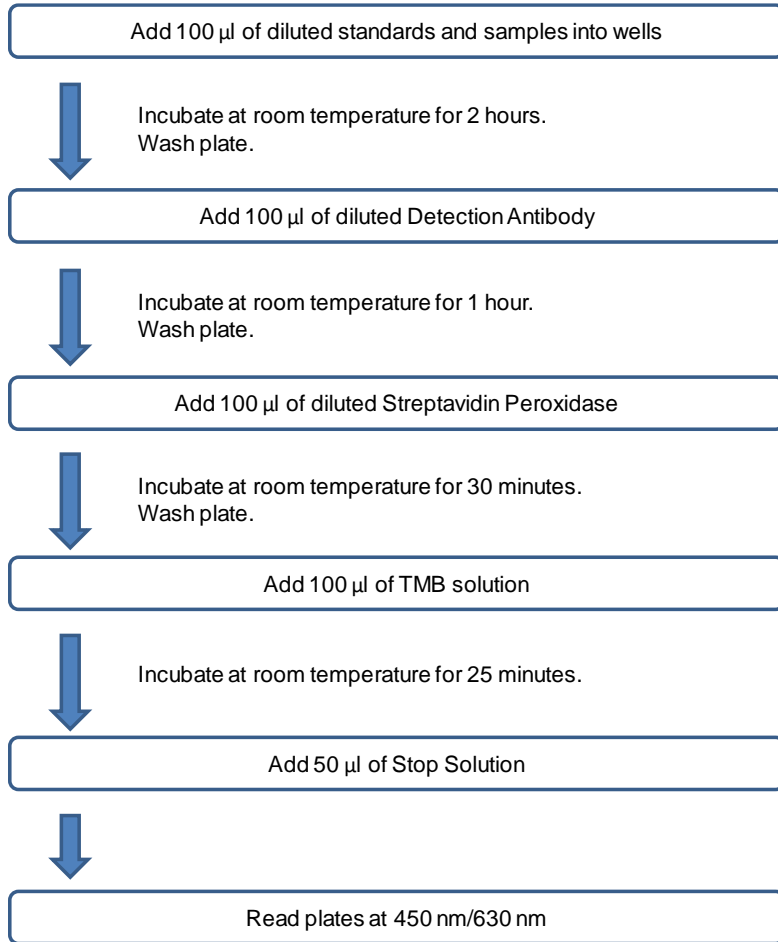 Add 100 µl of diluted standards and samples into wells
Incubate at room temperature for 2 hours.
Wash plate.
Add 100 µl of diluted Detection Antibody
Incubate at room temperature for 1 hour.
Wash plate.
Add 100 µl of diluted Streptavidin Peroxidase
Incubate at room temperature for 30 minutes.
Wash plate.
Add 100 µl of TMB solution
Incubate at room temperature for 25 minutes.
Add 50 µl of Stop Solution
Read plates at 450 nm/630 nm